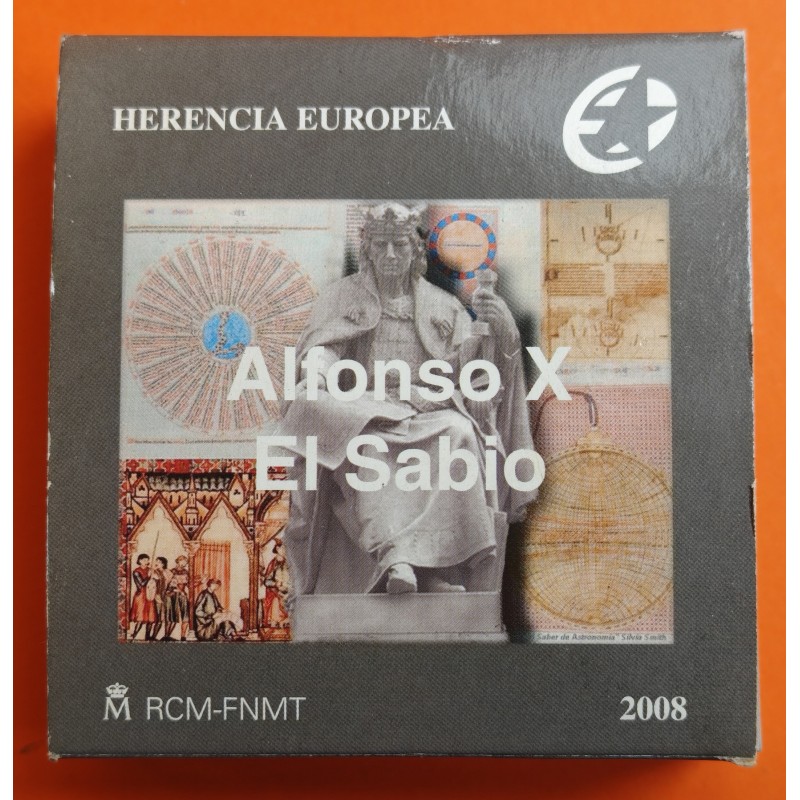 HERENCIA EUROPEA
Alfonso X
El Sabio
Saber de Astronomía" Silvia Smith
M RCM-FNMT
2008